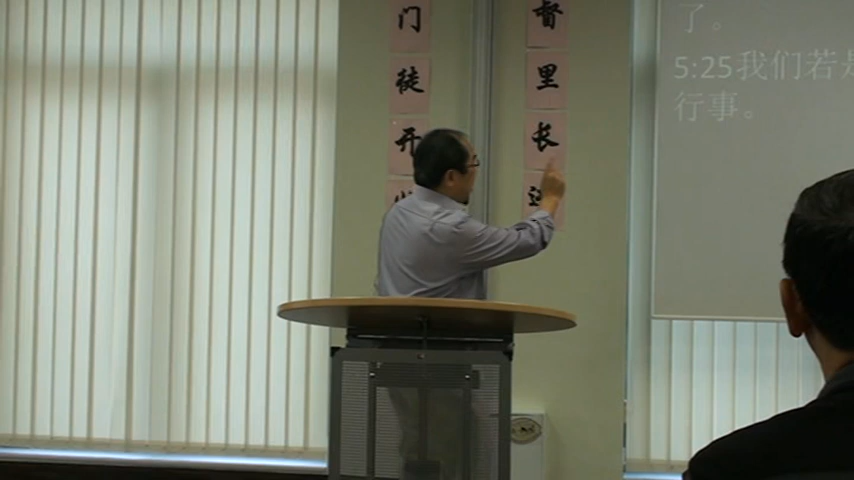 门
徒
开
督
里
长
了。
5:25我们若是
行事。